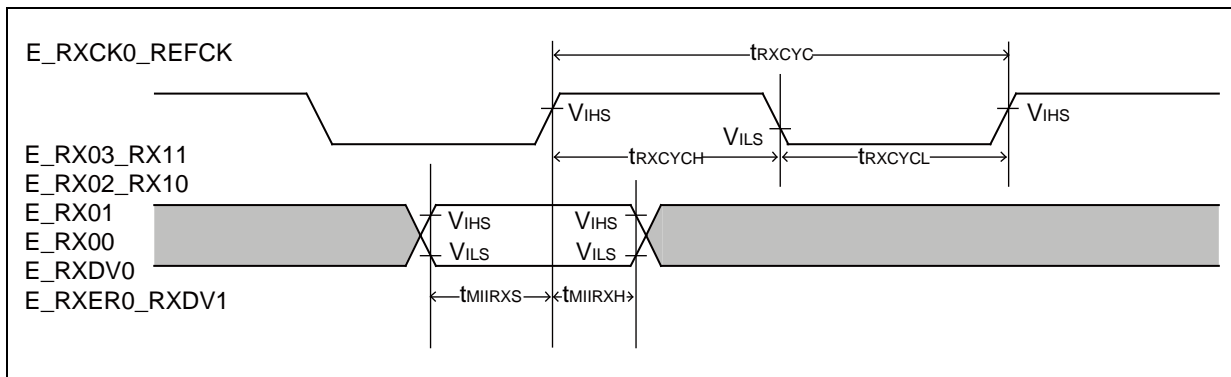 E_RXCK0_REFCK
tRXCYC
VIHS
VILS
VIHS
E_RX03_RX11
tRXCYCH
tRXCYCL
E_RX02_RX10
E_RX01
VIHS
VIHS
E_RX00
VILS
VILS
E_RXDV0
E_RXER0_RXDV1
tMIIRXS
tMIIRXH